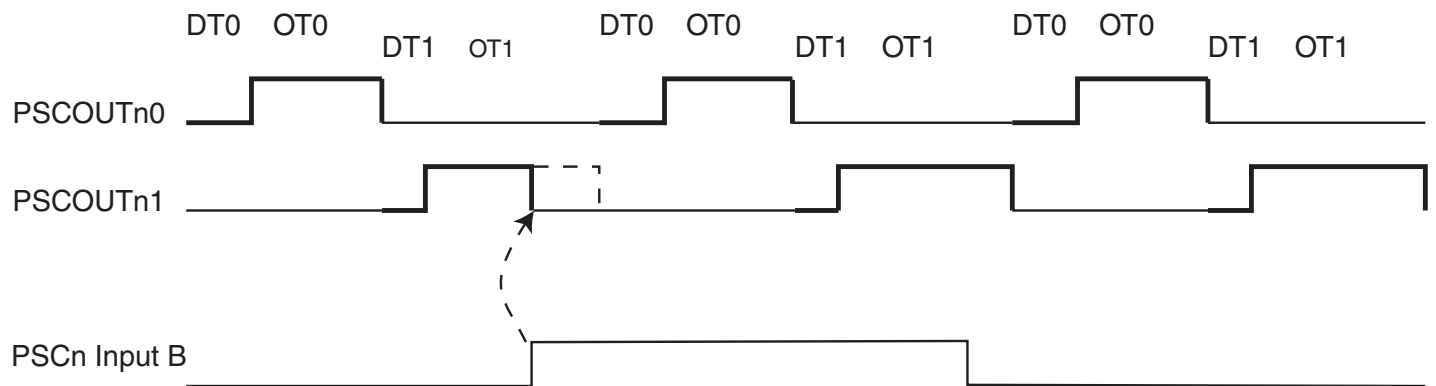 DT0 OT0 DT0 OT0 DT0 OT0
DT1 OT1 DT1 OT1 DT1 OT1
PSCOUTn0
PSCOUTn1
PSCn Input B